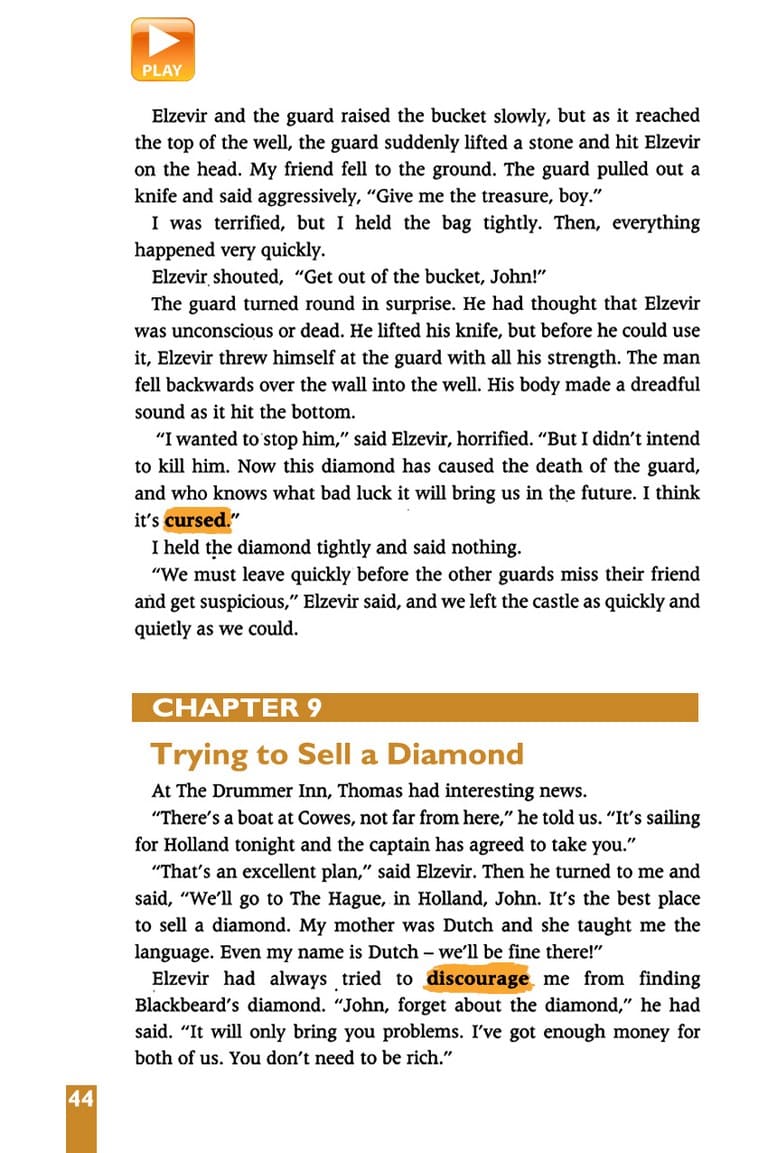 PLAY
Elzevir and the guard raised the bucket slowly, but as it reached
the top of the well, the guard suddenly lifted a stone and hit Elzevir
on the head. My friend fell to the ground. The guard pulled out a
knife and said aggressively, “Give me the treasure, boy.”
I was terrified, but I held the bag tightly. Then, everything
happened very quickly.
Elzevir shouted, “Get out of the bucket, John!”
The guard turned round in surprise. He had thought that Elzevir
was unconscious or dead. He lifted his knife, but before he could use
it, Elzevir threw himself at the guard with all his strength. The man
fell backwards over the wall into the well. His body made a dreadful
sound as it hit the bottom.
“I wanted to stop him,” said Elzevir, horrified. “But I didn’t intend
to kill him. Now this diamond has caused the death of the guard,
and who knows what bad luck it will bring us in the future. I think
it’s cursed.”
I held the diamond tightly and said nothing.
“We must leave quickly before the other guards miss their friend
and get suspicious,” Elzevir said, and we left the castle as quickly and
quietly as we could.
CHAPTER 9
Trying to Sell a Diamond
At The Drummer Inn, Thomas had interesting news.
“There’s a boat at Cowes, not far from here,” he told us. “It’s sailing
for Holland tonight and the captain has agreed to take you.”
“That’s an excellent plan,” said Elzevir. Then he turned to me and
said, “We’ll go to The Hague, in Holland, John. It’s the best place
to sell a diamond. My mother was Dutch and she taught me the
language. Even my name is Dutch – we’ll be fine there!”
Elzevir had always tried to discourage me from finding
Blackbeard’s diamond. “John, forget about the diamond,” he had
said. “It will only bring you problems. I’ve got enough money for
both of us. You don’t need to be rich.”
44